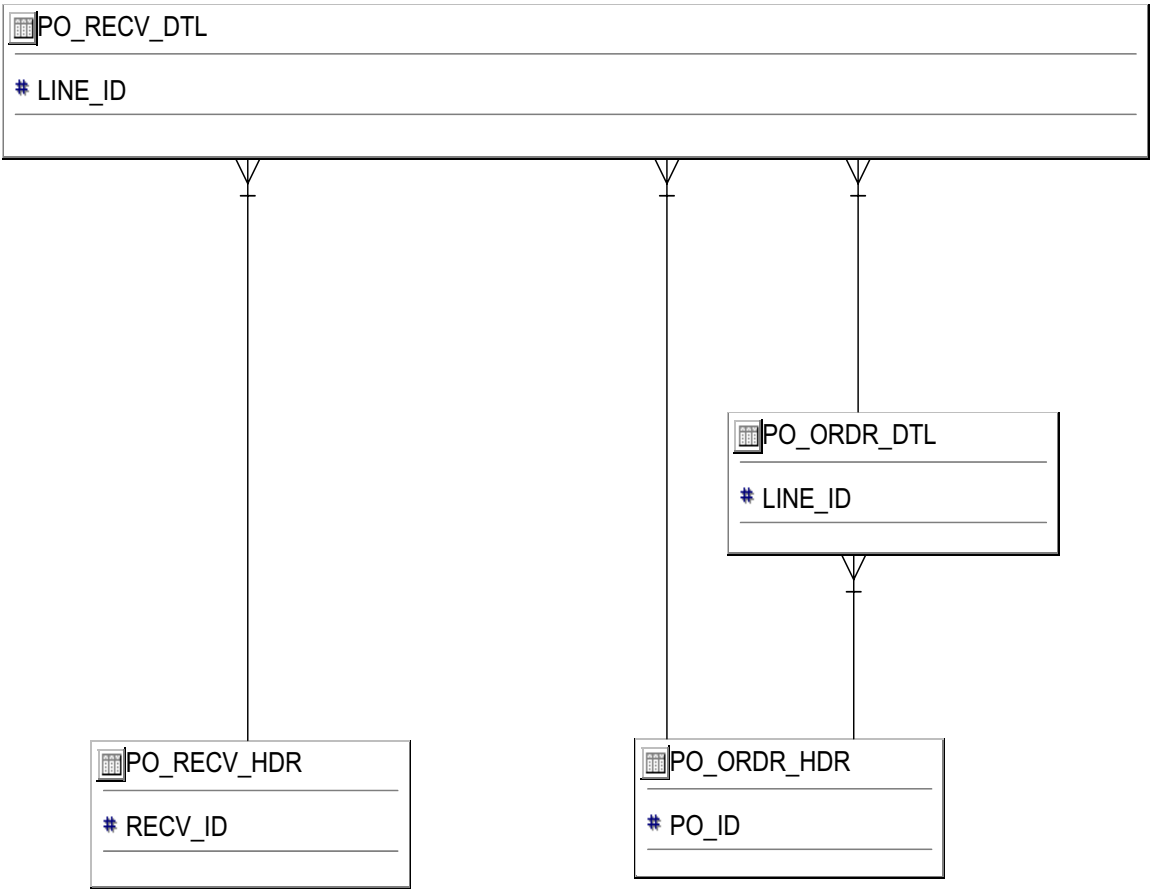 PO_RECV_DTL
# LINE_ID
PO_ORDR_DTL
# LINE_ID
PO_RECV_HDR
# RECV_ID
PO_ORDR_HDR
# PO_ID